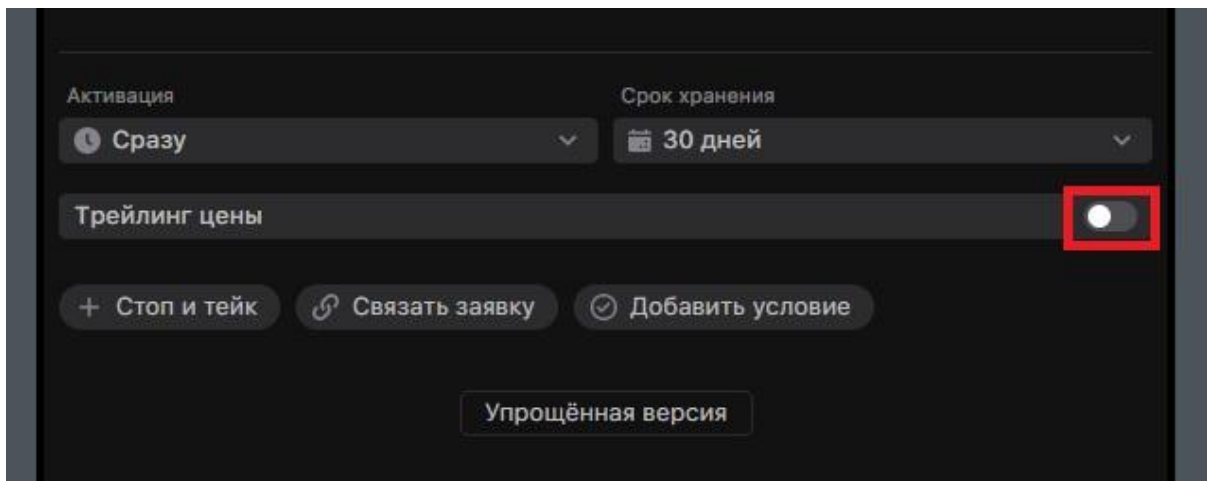 Активация
Срок хранения
Сразу
30 дней
Трейлинг цены
+ Стоп и тейк
Связать заявку
Добавить условие
Упрощённая версия